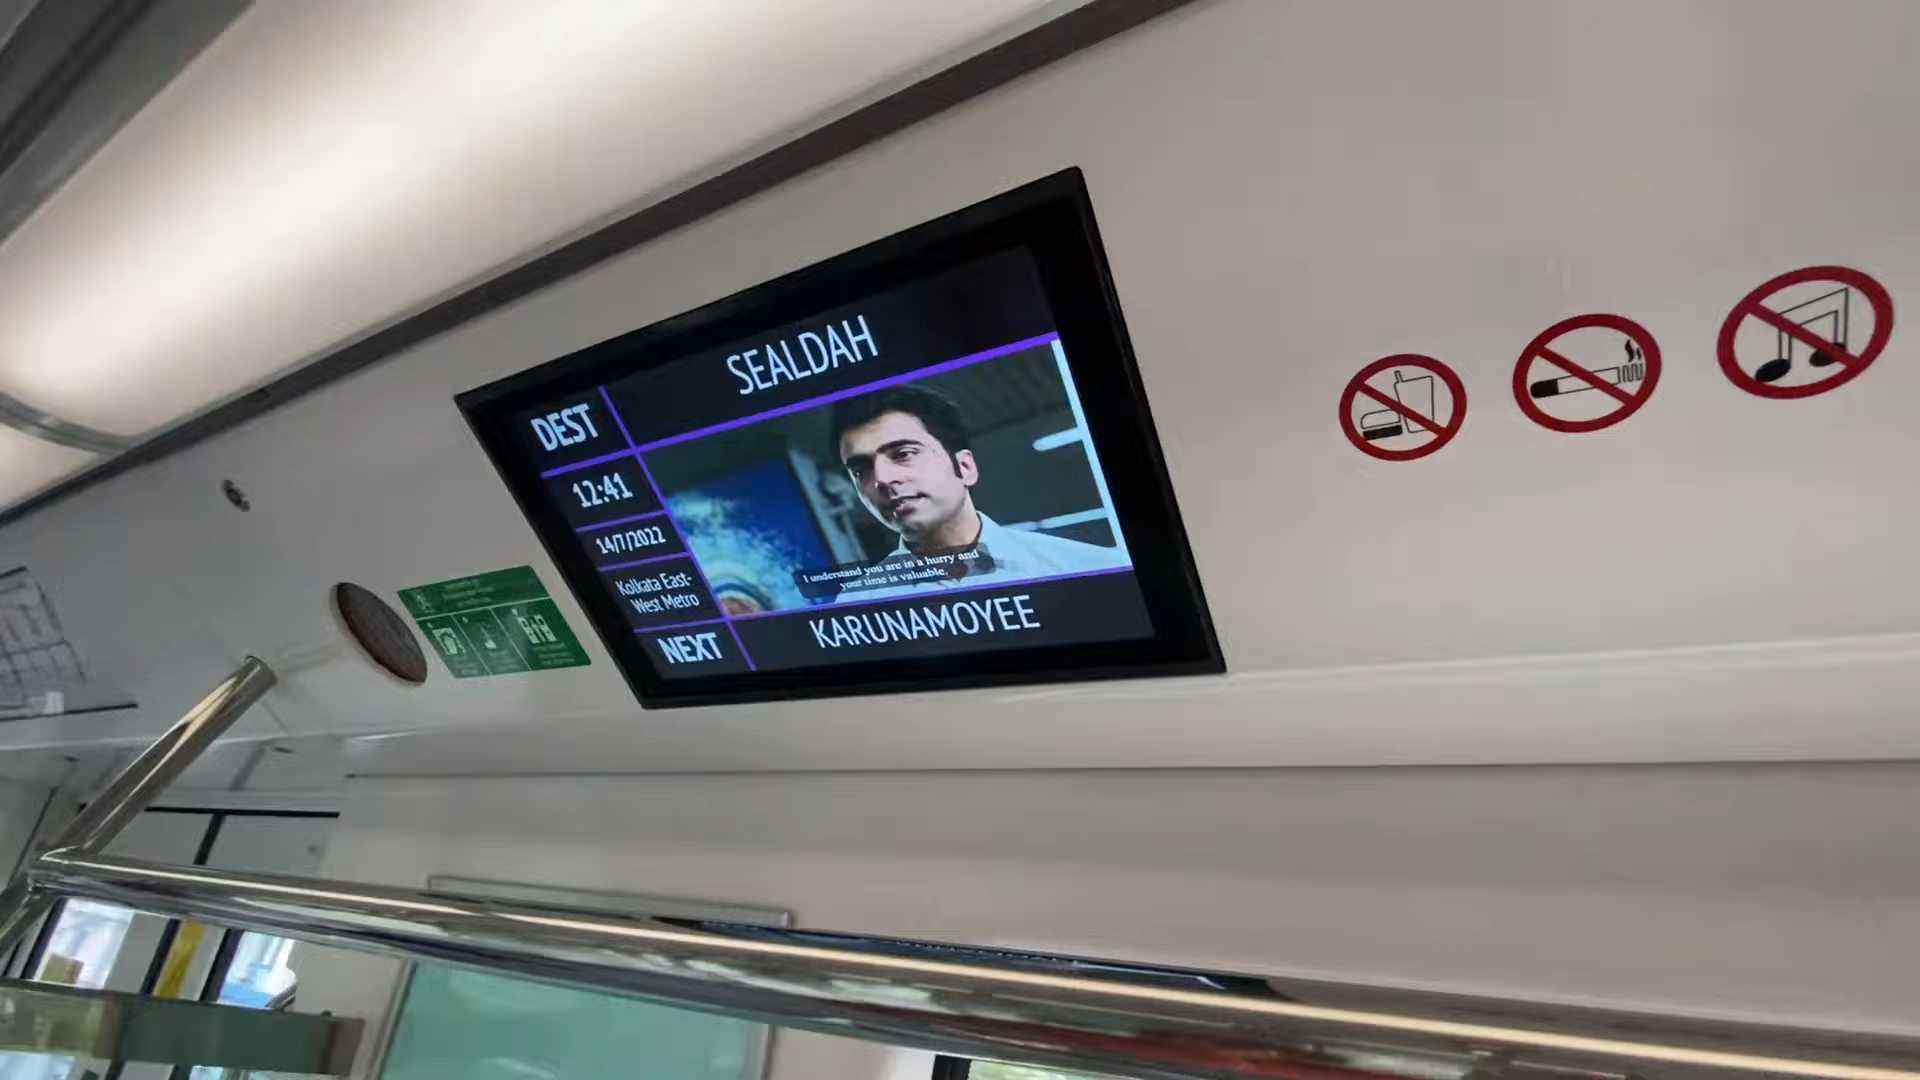 DEST
SEALDAH
12:41
14/7/2022
Kolkata East-
West Metro
I understand you are in a hurry and
your time is valuable.
NEXT
KARUNAMOYEE